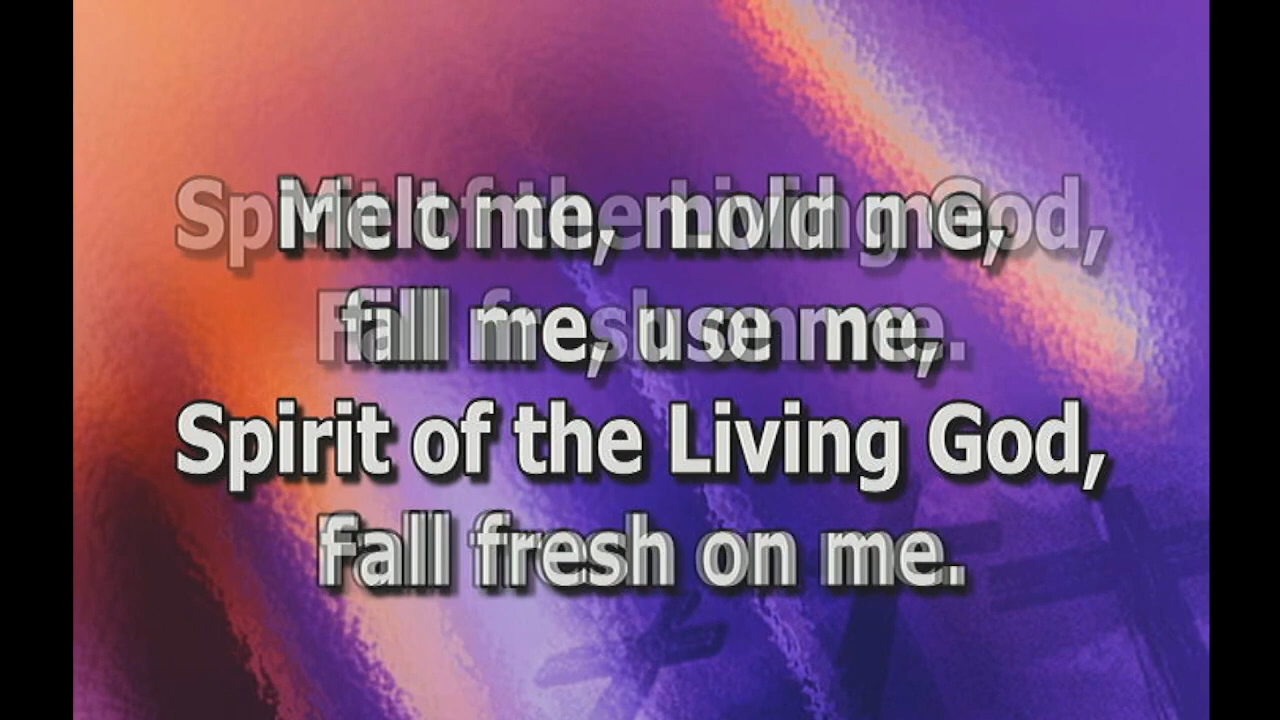 Melt me, mold me,
fill me, use me,
Spirit of the Living God,
Fall fresh on me.